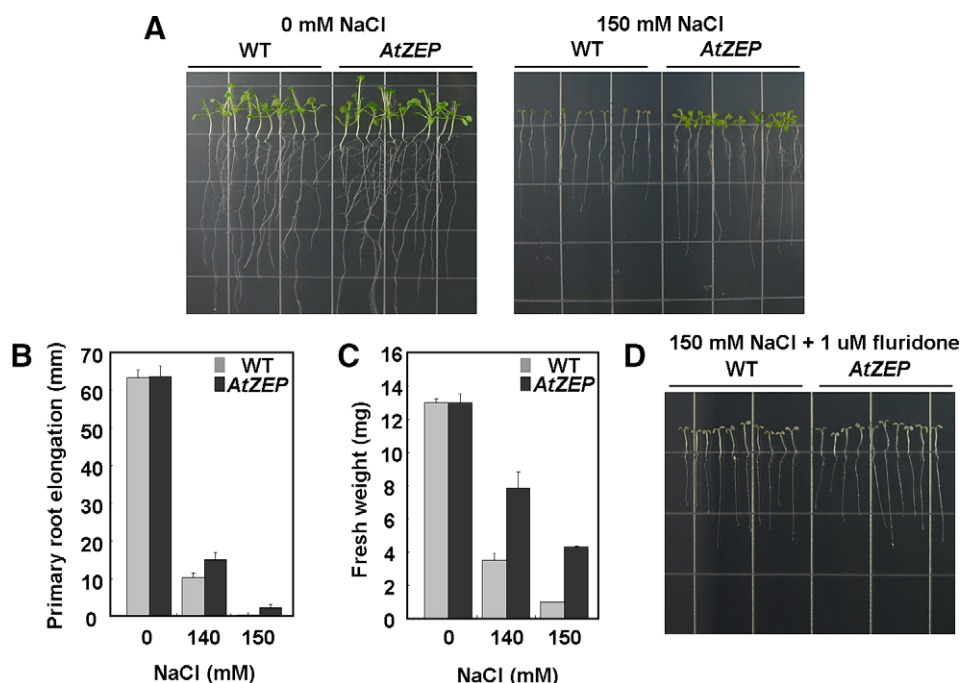 A
0 mM NaCl
WT AtZEP
150 mM NaCl
WT AtZEP
B
Primary root elongation (mm)
70
60
50
40
30
20
10
0
WT
AtZEP
0 140 150
NaCl (mM)
C
Fresh weight (mg)
16
14
12
10
8
6
4
2
0
WT
AtZEP
0 140 150
NaCl (mM)
D
150 mM NaCl + 1 uM fluridone
WT AtZEP